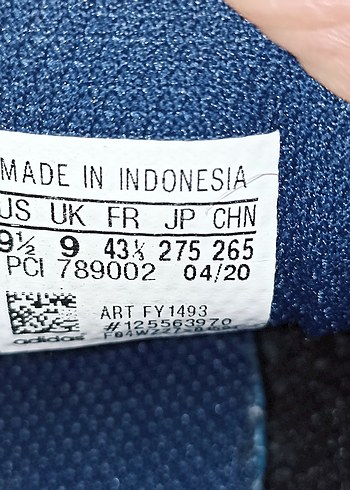 MADE IN INDONESIA
US UK FR JP CHN
9½ 9 43⅓ 275 265
PCI 789002 04/20
ART FY1493
#125563970
adidas